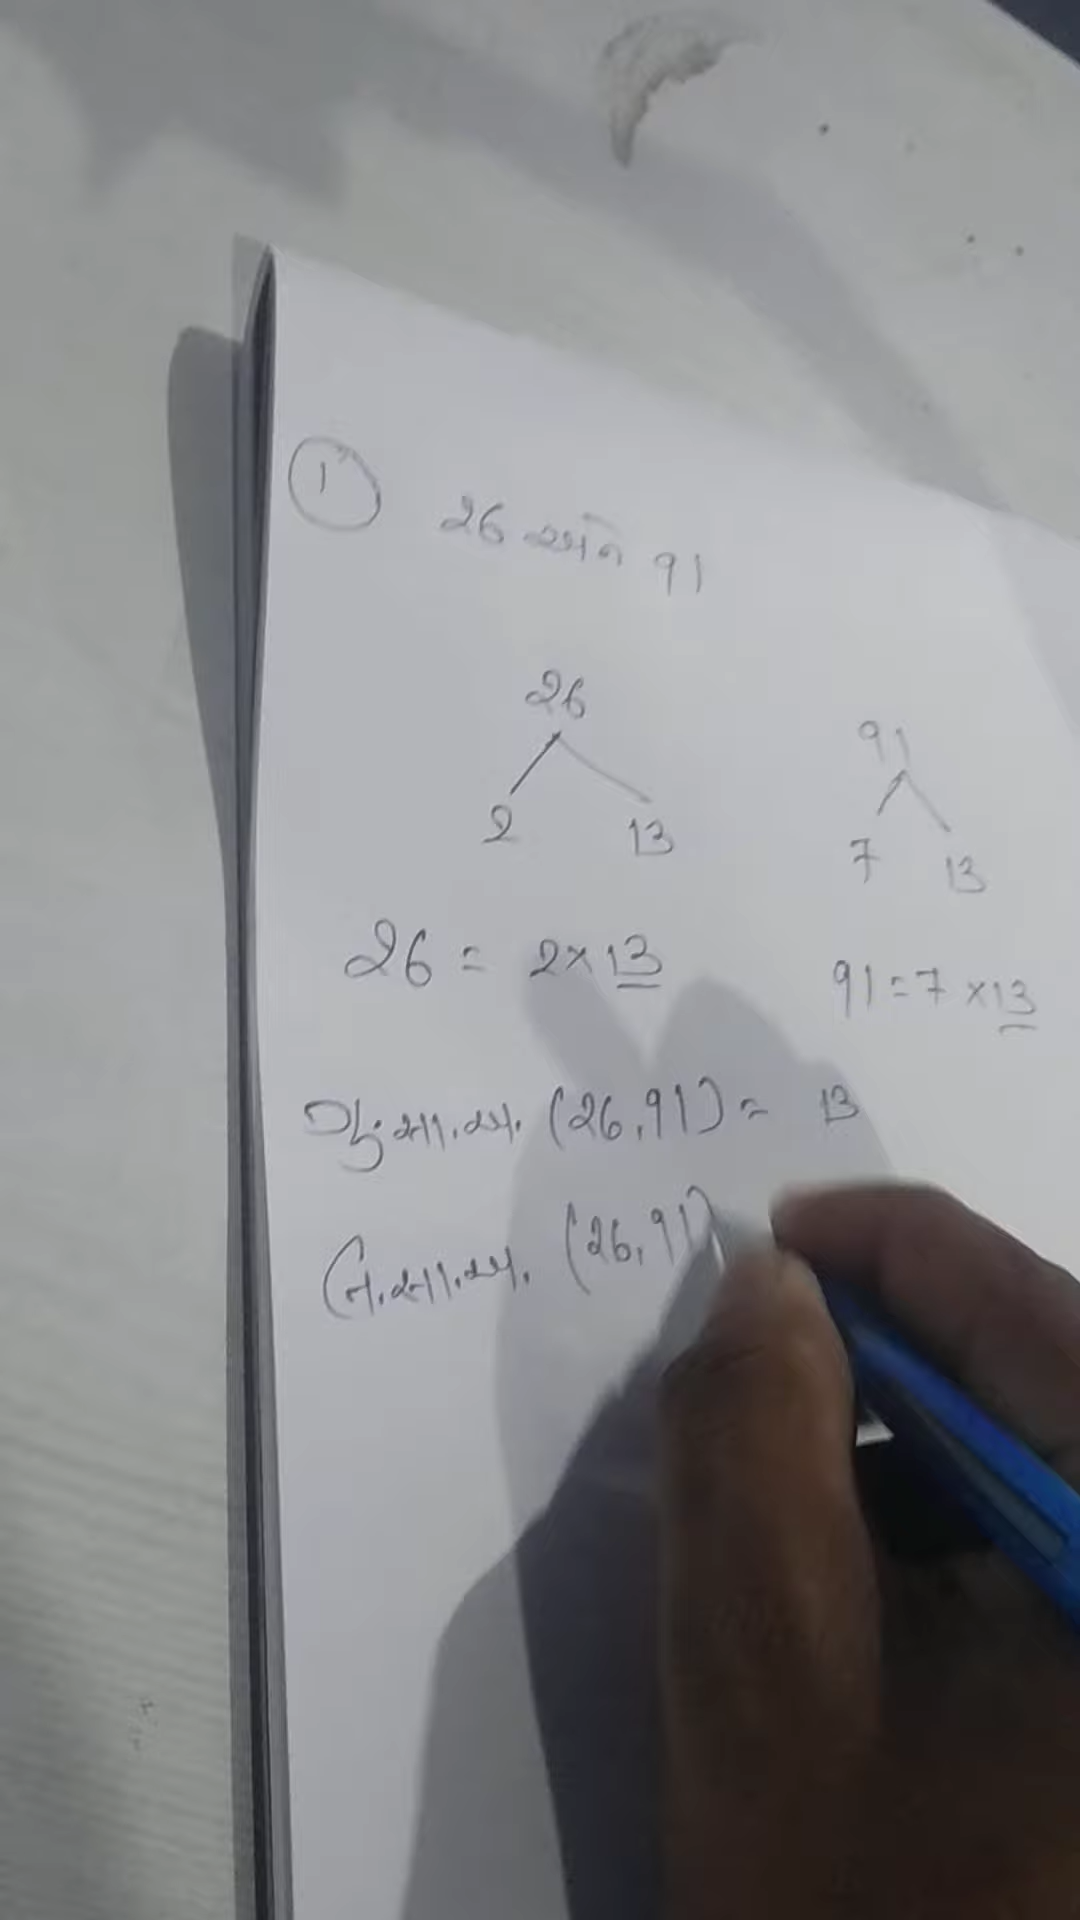 1
26 અને 91
26
91
2 13
7 13
26 = 2 × 13
91 = 7 × 13
ગુ.સા.અ. (26, 91) = 13
લ.સા.અ. (26, 91)